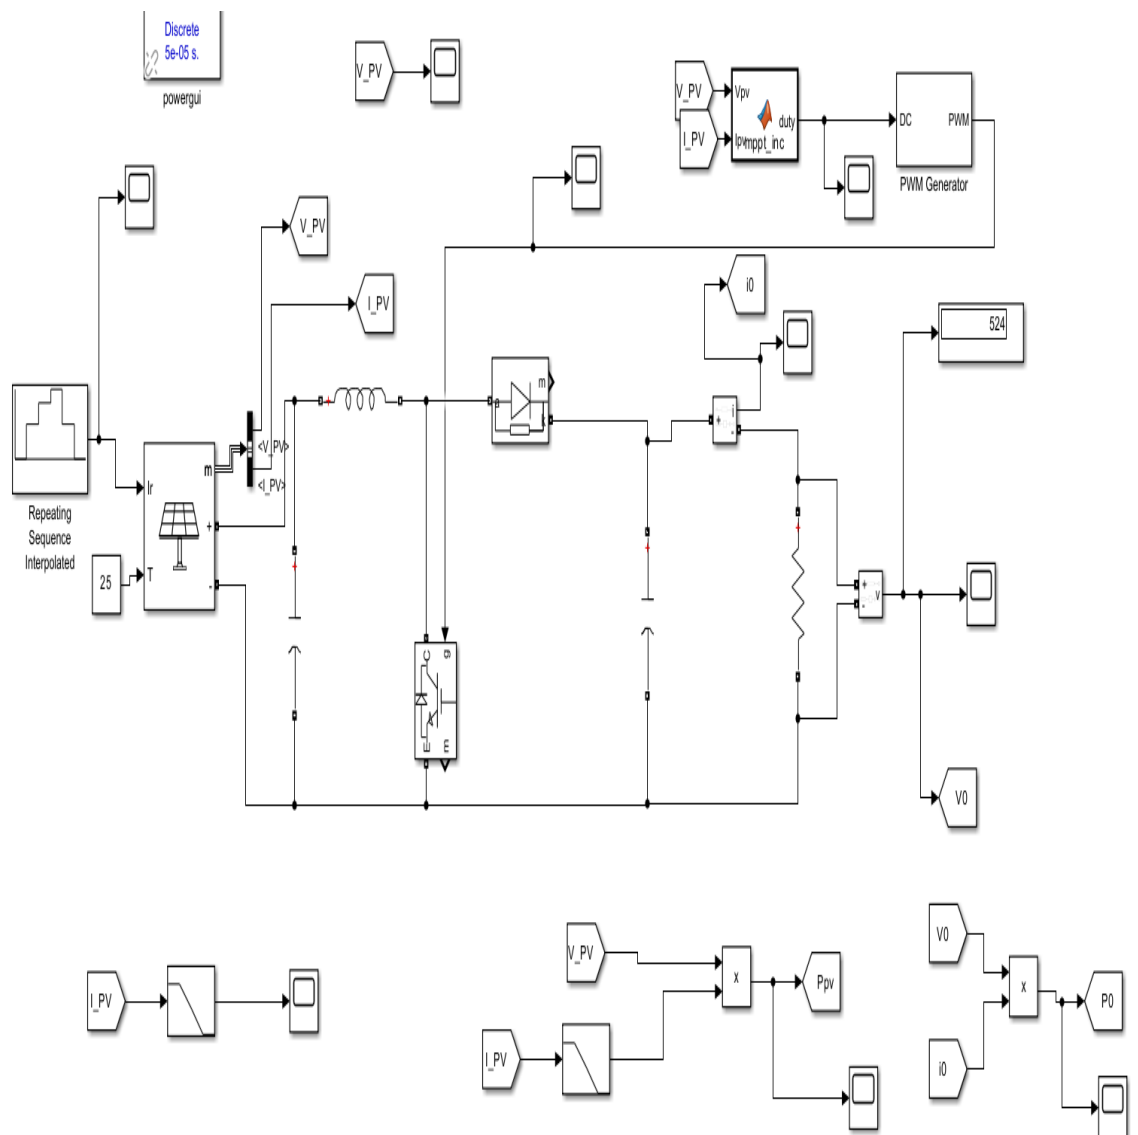 Discrete
5e-05 s.
powergui
V_PV
V_PV
I_PV
Vpv
Ipv
mppt_inc
duty
DC
PWM
PWM Generator
V_PV
I_PV
i0
524
Repeating
Sequence
Interpolated
25
Ir
T
m
+
-
<V_PV>
<I_PV>
a
m
k
+
i
-
g
C
E
m
+
-
v
V0
I_PV
V_PV
I_PV
x
Ppv
V0
i0
x
P0